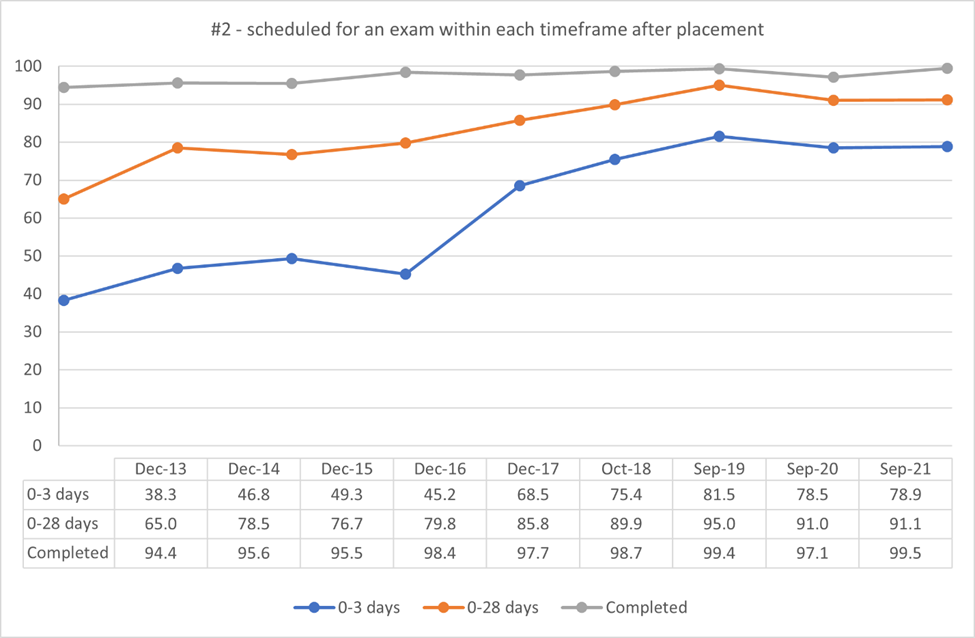 #2 - scheduled for an exam within each timeframe after placement
100
90
80
70
60
50
40
30
20
10
0
Dec-13 Dec-14 Dec-15 Dec-16 Dec-17 Oct-18 Sep-19 Sep-20 Sep-21
0-3 days 38.3 46.8 49.3 45.2 68.5 75.4 81.5 78.5 78.9
0-28 days 65.0 78.5 76.7 79.8 85.8 89.9 95.0 91.0 91.1
Completed 94.4 95.6 95.5 98.4 97.7 98.7 99.4 97.1 99.5
0-3 days 0-28 days Completed